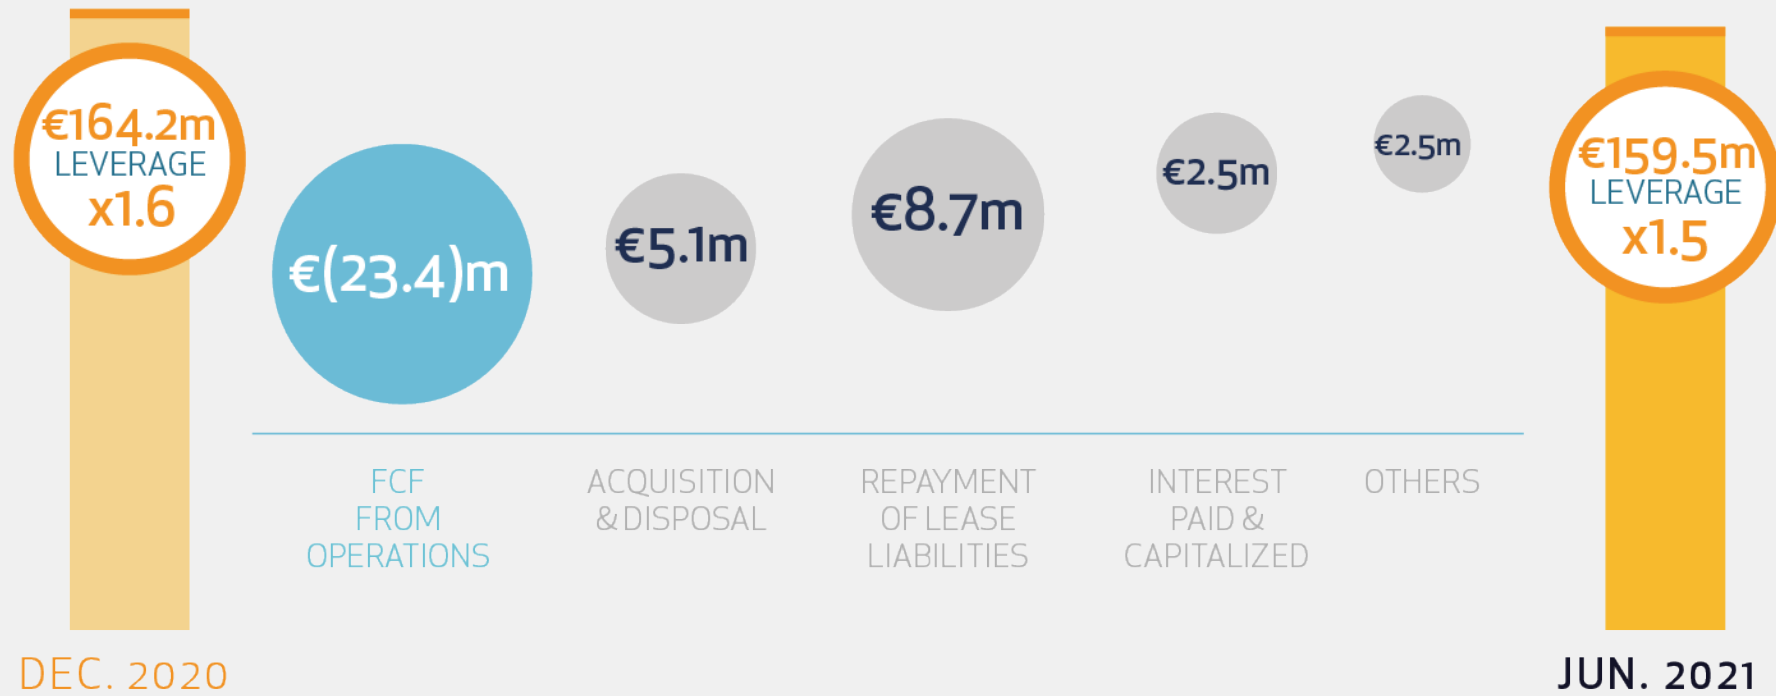 €164.2m
LEVERAGE
x1.6
€(23.4)m
€5.1m
€8.7m
€2.5m
€2.5m
€159.5m
LEVERAGE
x1.5
FCF
FROM
OPERATIONS
ACQUISITION
& DISPOSAL
REPAYMENT
OF LEASE
LIABILITIES
INTEREST
PAID &
CAPITALIZED
OTHERS
DEC. 2020
JUN. 2021